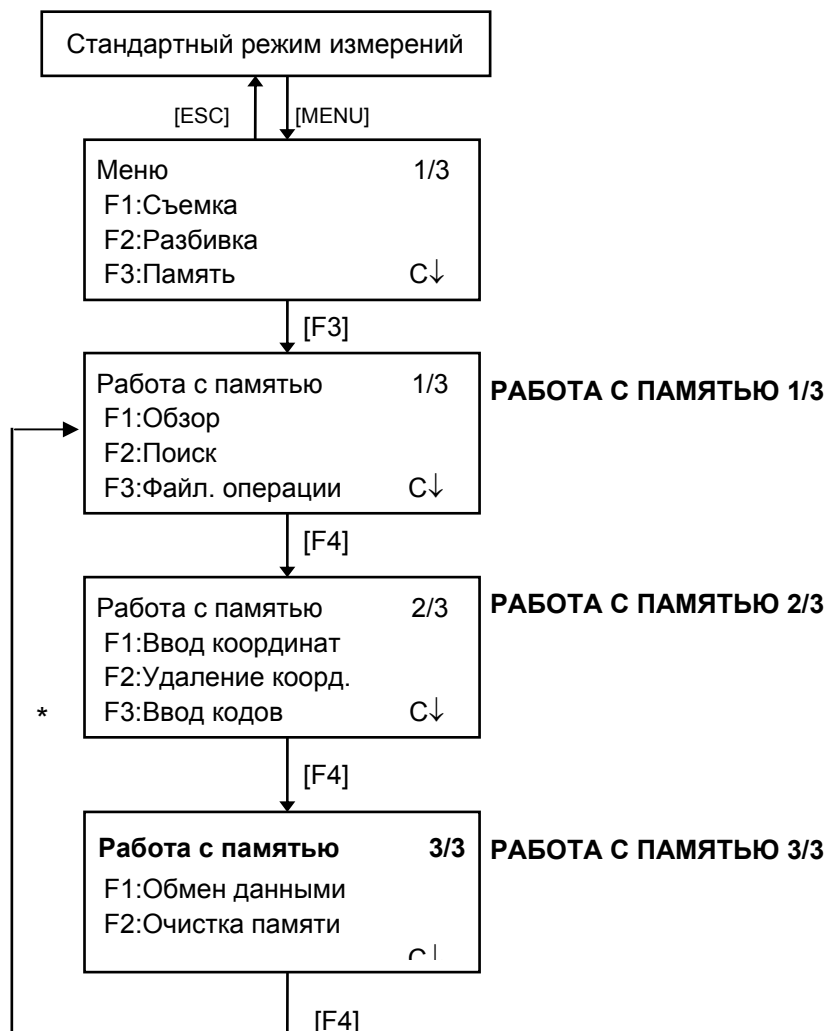 Стандартный режим измерений
[ESC] [MENU]
Меню 1/3
F1:Съемка
F2:Разбивка
F3:Память С↓
[F3]
Работа с памятью 1/3 РАБОТА С ПАМЯТЬЮ 1/3
F1:Обзор
F2:Поиск
F3:Файл. операции С↓
[F4]
Работа с памятью 2/3 РАБОТА С ПАМЯТЬЮ 2/3
F1:Ввод координат
F2:Удаление коорд.
F3:Ввод кодов С↓
*
[F4]
Работа с памятью 3/3 РАБОТА С ПАМЯТЬЮ 3/3
F1:Обмен данными
F2:Очистка памяти
С↓
[F4]